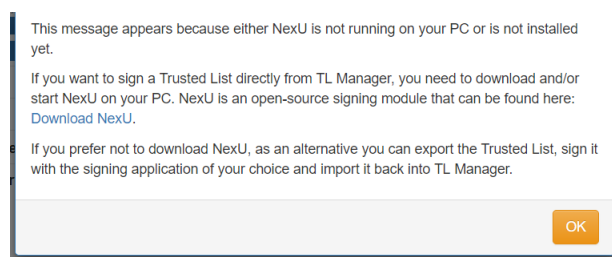 This message appears because either NexU is not running on your PC or is not installed
yet.
If you want to sign a Trusted List directly from TL Manager, you need to download and/or
start NexU on your PC. NexU is an open-source signing module that can be found here:
Download NexU.
If you prefer not to download NexU, as an alternative you can export the Trusted List, sign it
with the signing application of your choice and import it back into TL Manager.
OK